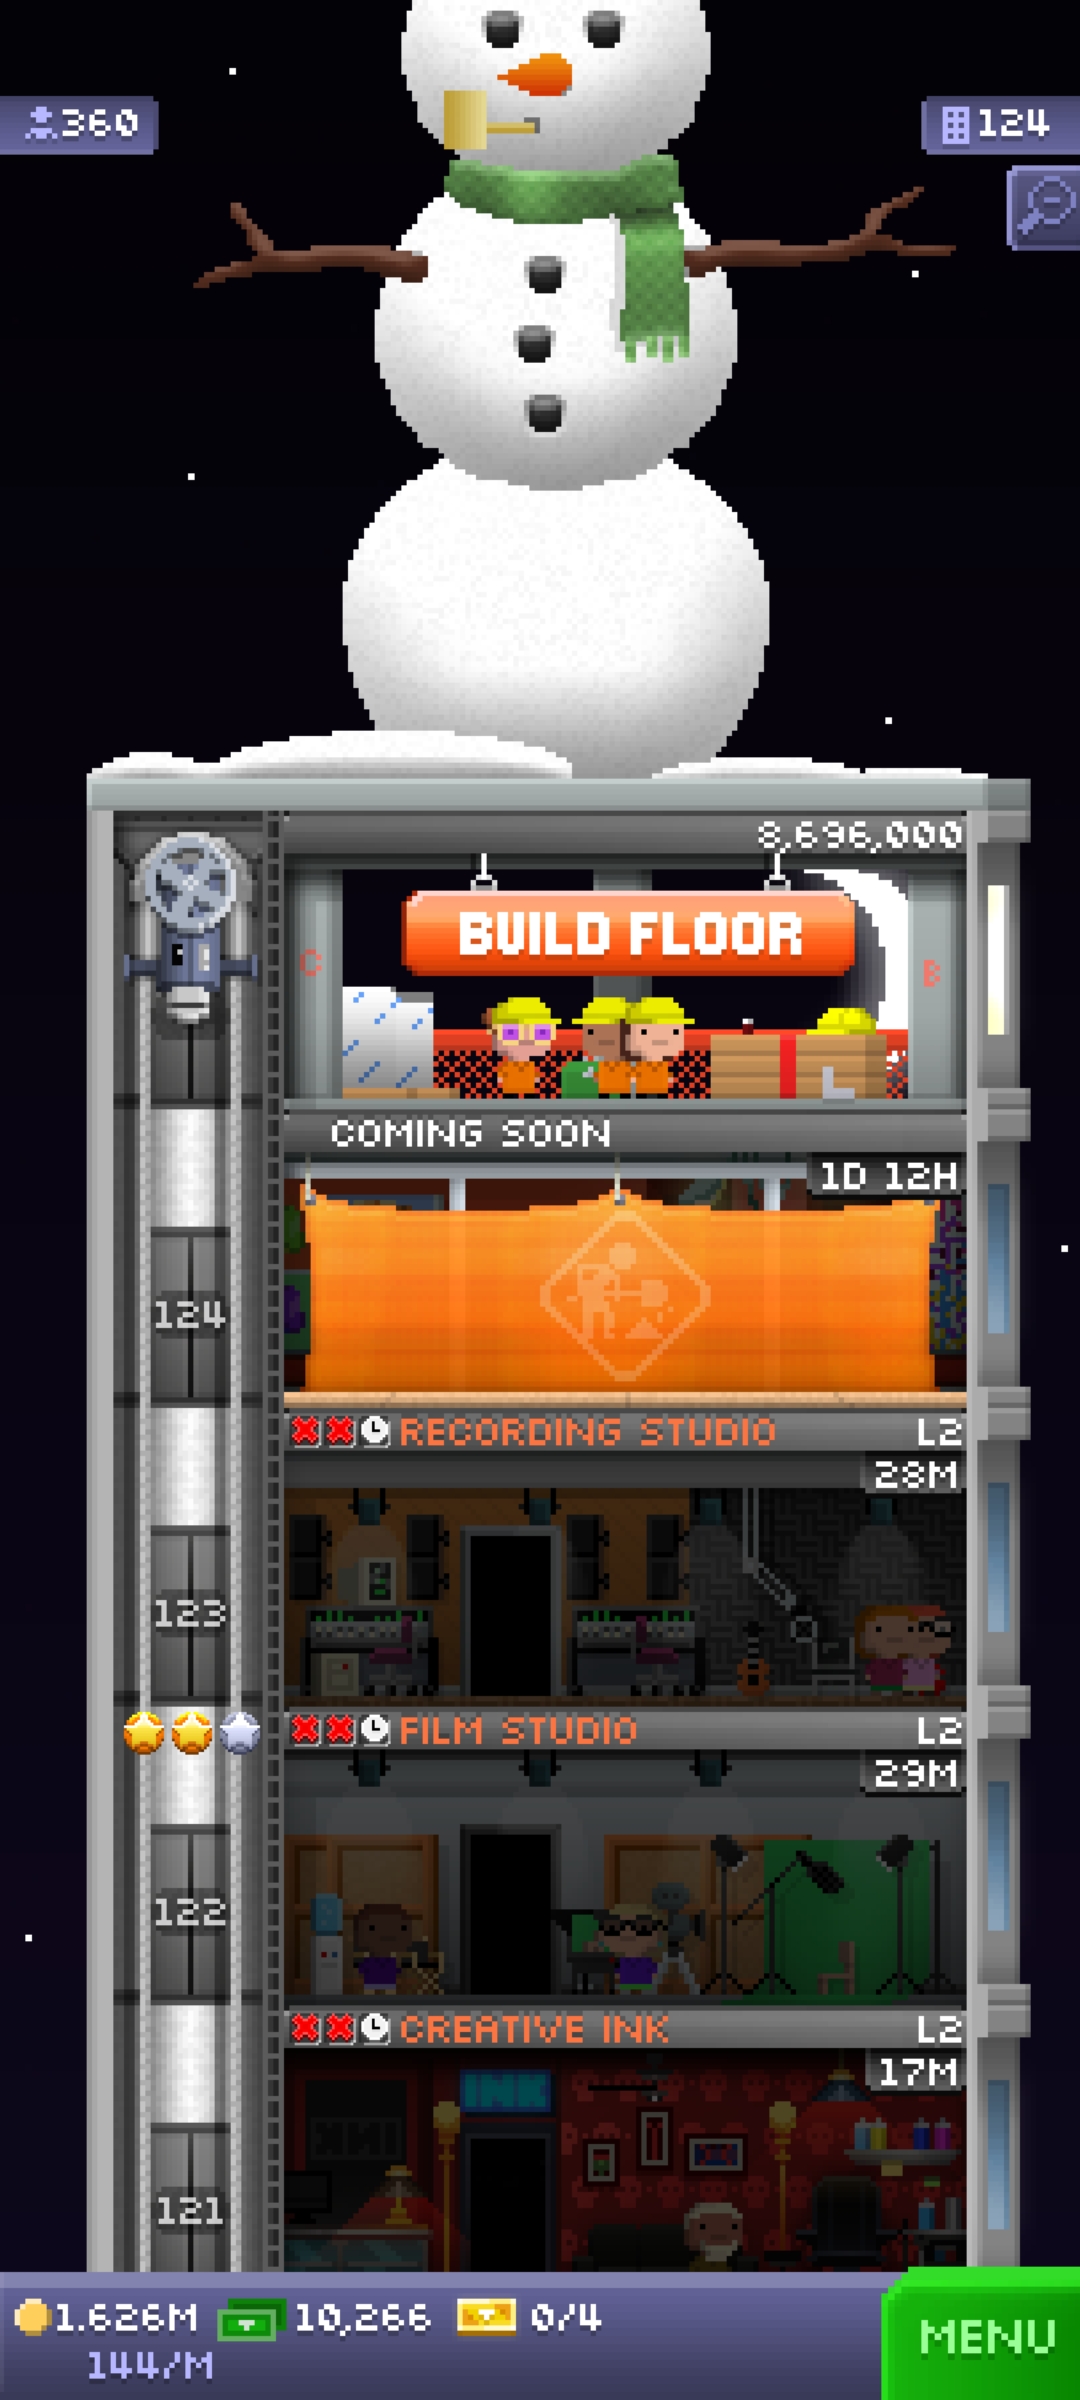 360
124
8,696,000
BUILD FLOOR
C
B
COMING SOON
1D 12H
124
RECORDING STUDIO L2
28M
123
FILM STUDIO L2
29M
122
CREATIVE INK L2
17M
INK
121
1.626M 10,266 0/4
144/M
MENU